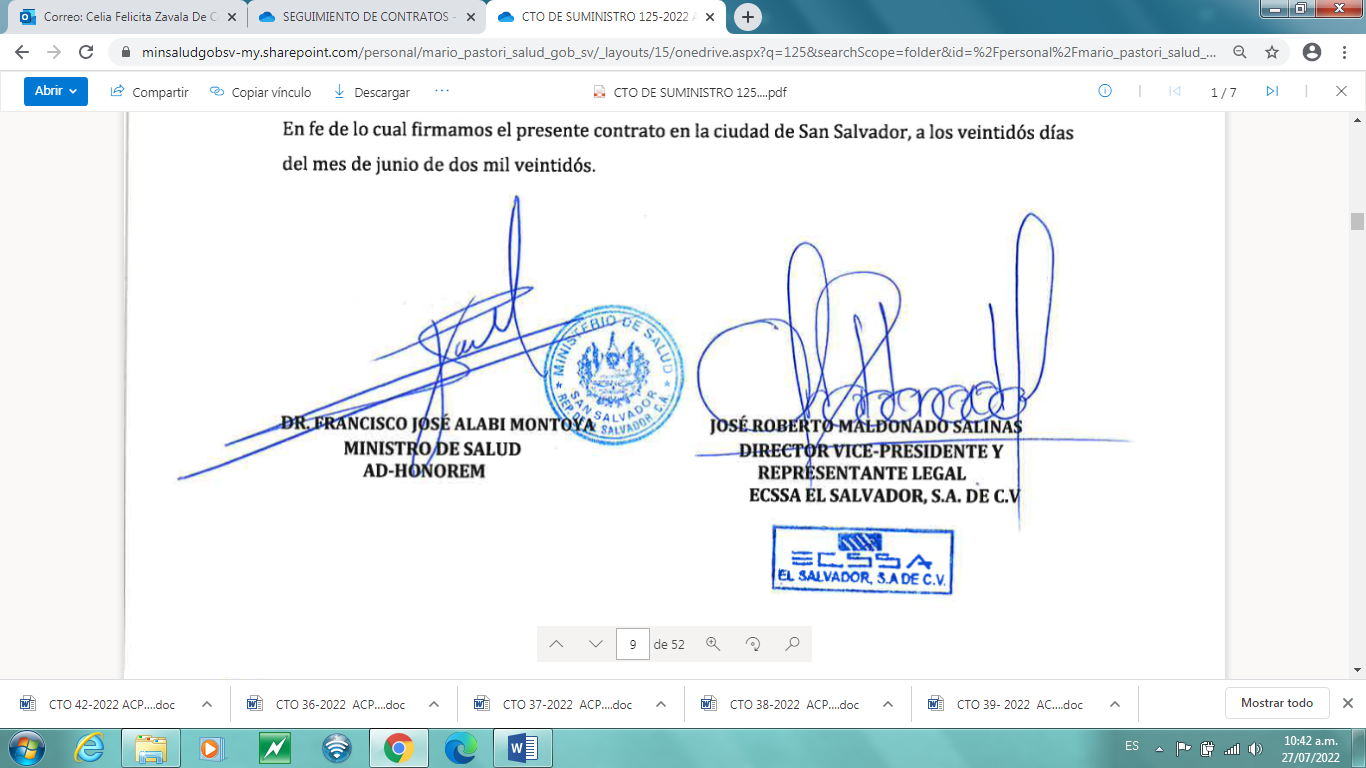 Correo: Celia Felicita Zavala De C
SEGUIMIENTO DE CONTRATOS -
CTO DE SUMINISTRO 125-2022 A
minsaludgobsv-my.sharepoint.com/personal/mario_pastori_salud_gob_sv/_layouts/15/onedrive.aspx?q=125&searchScope=folder&id=%2Fpersonal%2Fmario_pastori_salud_g...
Abrir Compartir Copiar vínculo Descargar ... CTO DE SUMINISTRO 125....pdf 1 / 7
En fe de lo cual firmamos el presente contrato en la ciudad de San Salvador, a los veintidós días
del mes de junio de dos mil veintidós.
MINISTERIO DE SALUD
SAN SALVADOR
REP. DE EL SALVADOR, C.A.
DR. FRANCISCO JOSÉ ALABI MONTOYA
MINISTRO DE SALUD
AD-HONOREM
JOSÉ ROBERTO MALDONADO SALINAS
DIRECTOR VICE-PRESIDENTE Y
REPRESENTANTE LEGAL
ECSSA EL SALVADOR, S.A. DE C.V
ECSSA
EL SALVADOR, S.A DE C.V.
9 de 52
CTO 42-2022 ACP....doc
CTO 36-2022 ACP....doc
CTO 37-2022 ACP....doc
CTO 38-2022 ACP....doc
CTO 39- 2022 AC....doc
Mostrar todo
ES
10:42 a.m.
27/07/2022